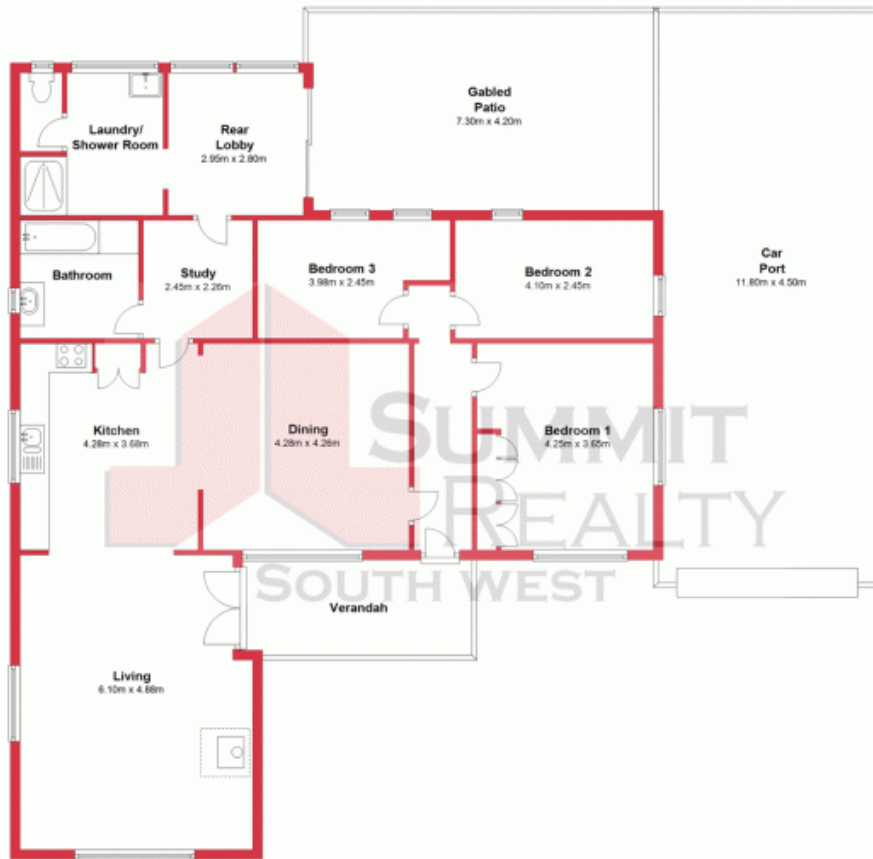 Gabled
Patio
7.30m x 4.20m
Laundry/
Shower Room
Rear
Lobby
2.95m x 2.80m
Car
Port
11.80m x 4.50m
Bathroom
Study
2.45m x 2.26m
Bedroom 3
3.98m x 2.45m
Bedroom 2
4.10m x 2.45m
Kitchen
4.28m x 3.68m
Dining
4.28m x 4.26m
Bedroom 1
4.25m x 3.65m
SUMMIT
REALTY
SOUTH WEST
Verandah
Living
6.10m x 4.88m